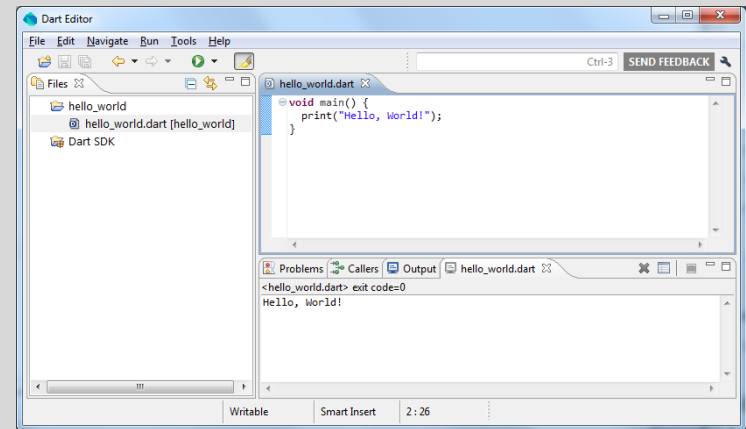 Dart Editor
File Edit Navigate Run Tools Help
Ctrl-3 SEND FEEDBACK
Files
hello_world
hello_world.dart [hello_world]
Dart SDK
hello_world.dart
void main() {
print("Hello, World!");
}
Problems Callers Output hello_world.dart
<hello_world.dart> exit code=0
Hello, World!
Writable Smart Insert 2 : 26